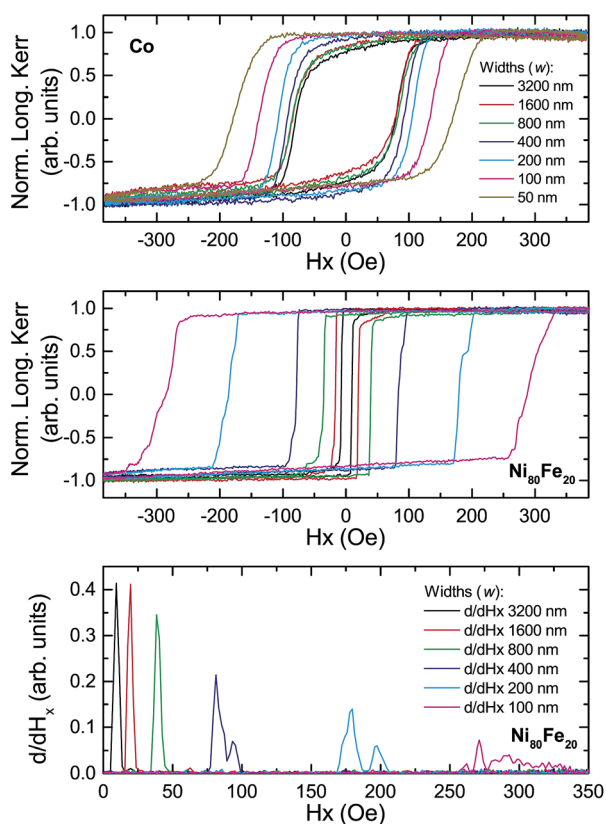 1.0
0.5
0.0
-0.5
-1.0
Norm. Long. Kerr
(arb. units)
Co
Widths (w):
3200 nm
1600 nm
800 nm
400 nm
200 nm
100 nm
50 nm
-300 -200 -100 0 100 200 300
Hx (Oe)
1.0
0.5
0.0
-0.5
-1.0
Norm. Long. Kerr
(arb. units)
Ni₈₀Fe₂₀
-300 -200 -100 0 100 200 300
Hx (Oe)
0.4
0.3
0.2
0.1
0.0
d/dHₓ (arb. units)
Widths (w):
d/dHx 3200 nm
d/dHx 1600 nm
d/dHx 800 nm
d/dHx 400 nm
d/dHx 200 nm
d/dHx 100 nm
Ni₈₀Fe₂₀
0 50 100 150 200 250 300 350
Hx (Oe)